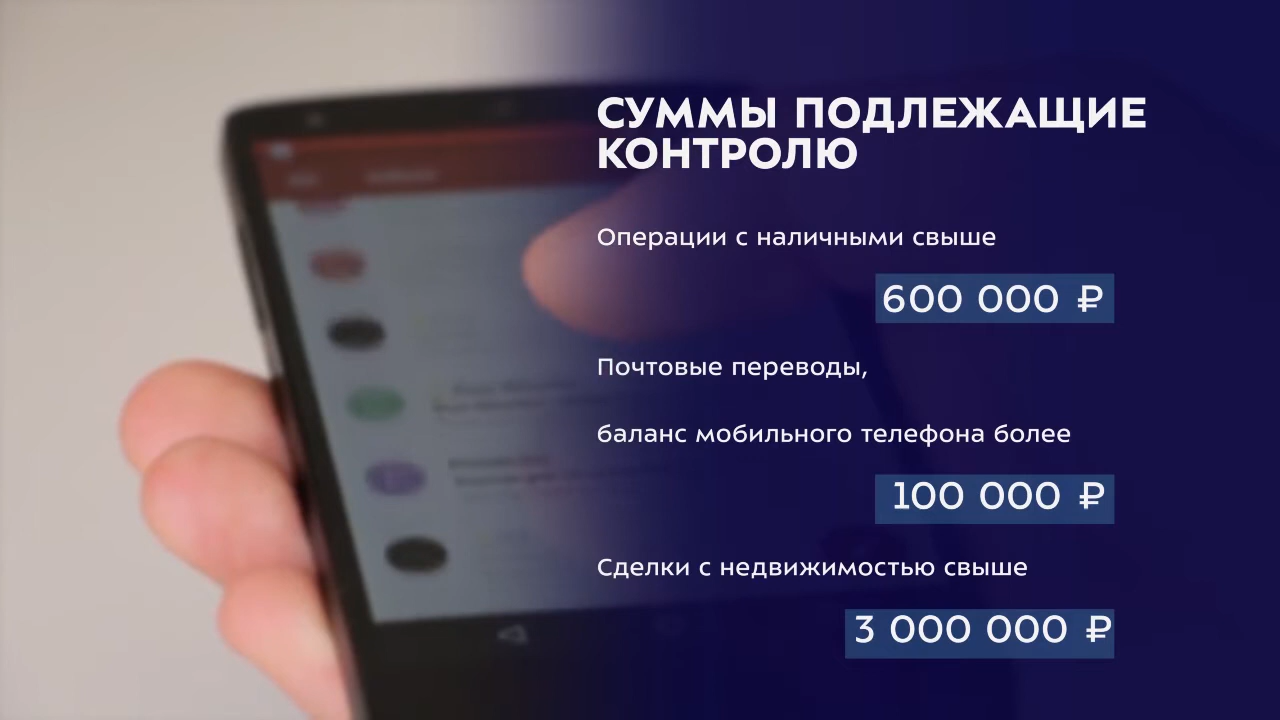 СУММЫ ПОДЛЕЖАЩИЕ
КОНТРОЛЮ
Операции с наличными свыше
600 000 ₽
Почтовые переводы,
баланс мобильного телефона более
100 000 ₽
Сделки с недвижимостью свыше
3 000 000 ₽